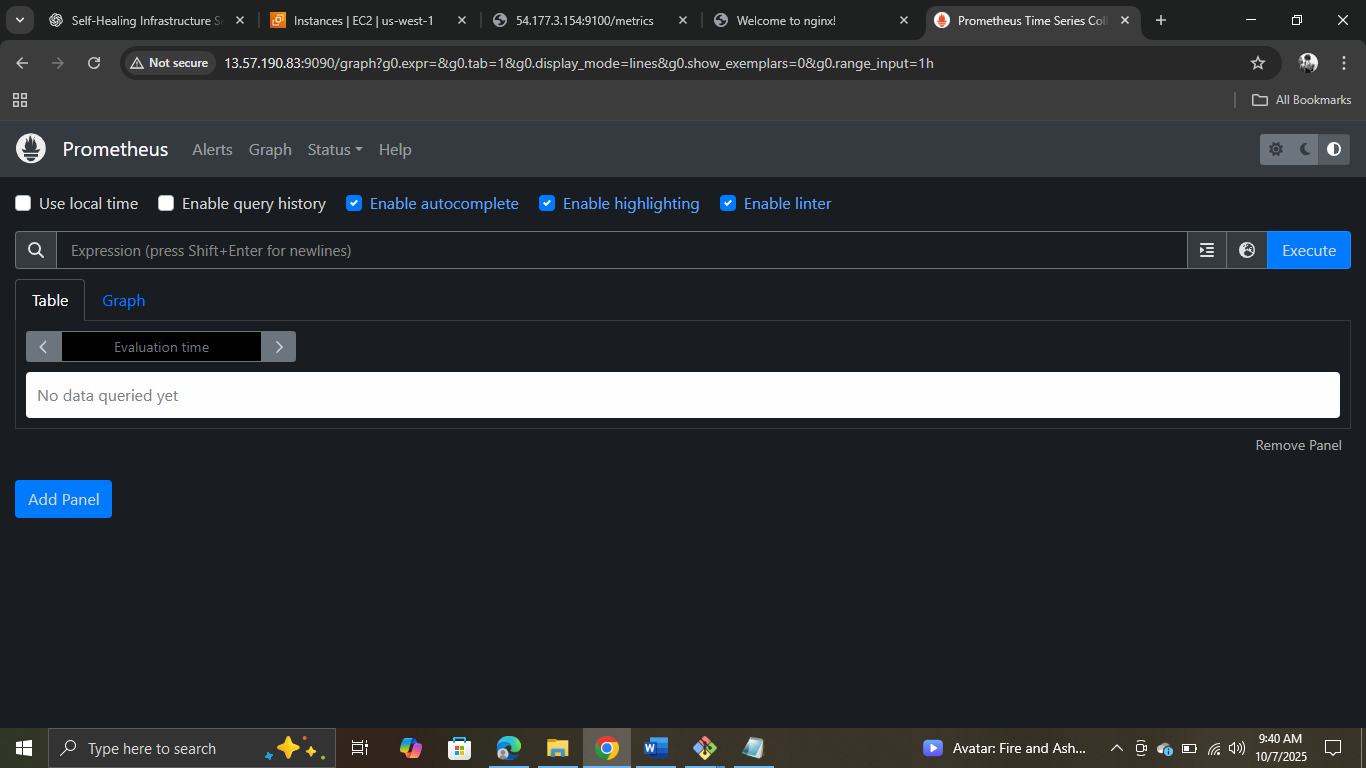 Self-Healing Infrastructure S
Instances | EC2 | us-west-1
54.177.3.154:9100/metrics
Welcome to nginx!
Prometheus Time Series Coll
Not secure
13.57.190.83:9090/graph?g0.expr=&g0.tab=1&g0.display_mode=lines&g0.show_exemplars=0&g0.range_input=1h
All Bookmarks
Prometheus
Alerts
Graph
Status
Help
Use local time
Enable query history
Enable autocomplete
Enable highlighting
Enable linter
Expression (press Shift+Enter for newlines)
Execute
Table
Graph
Evaluation time
No data queried yet
Remove Panel
Add Panel
Type here to search
Avatar: Fire and Ash...
9:40 AM
10/7/2025